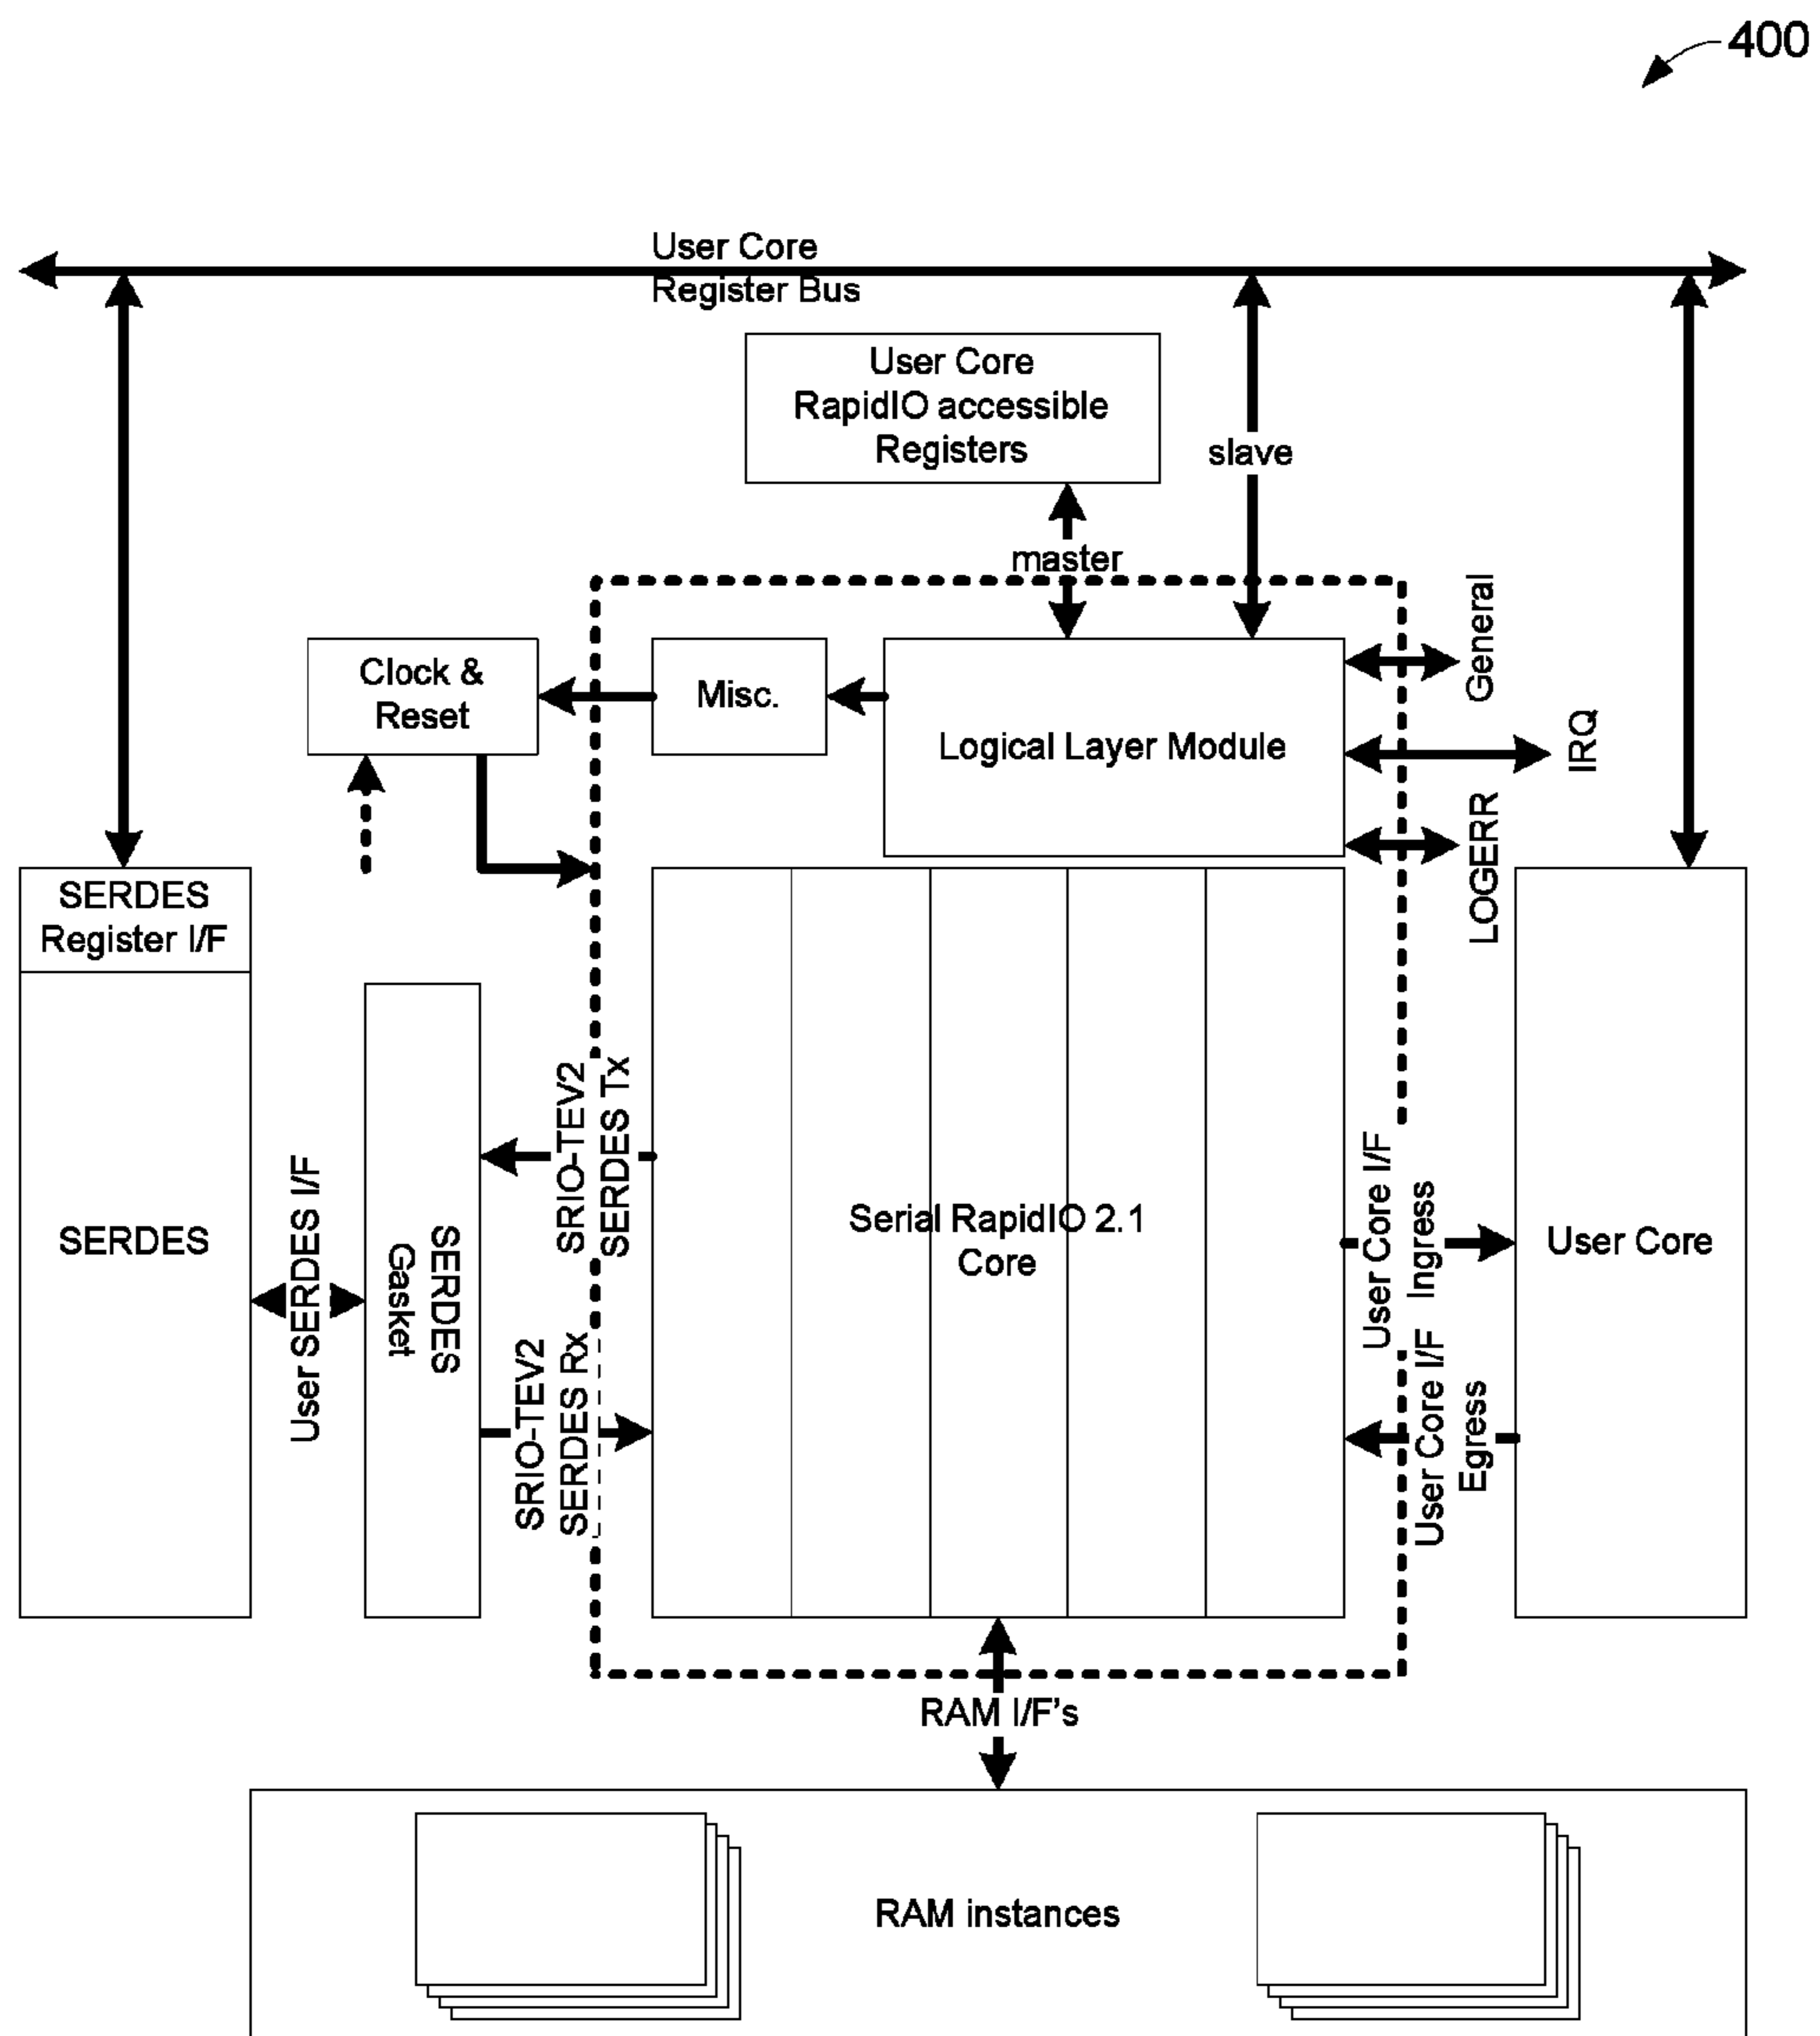 400
User Core
Register Bus
User Core
RapidIO accessible
Registers
slave
master
General
Clock &
Reset
Misc.
Logical Layer Module
IRQ
LOGERR
SERDES
Register I/F
SRIO-TEV2
SERDES Tx
User Core I/F
Ingress
SERDES
User SERDES I/F
SERDES
Gasket
Serial RapidIO 2.1
Core
User Core
SRIO-TEV2
SERDES Rx
User Core I/F
Egress
RAM I/F's
RAM instances